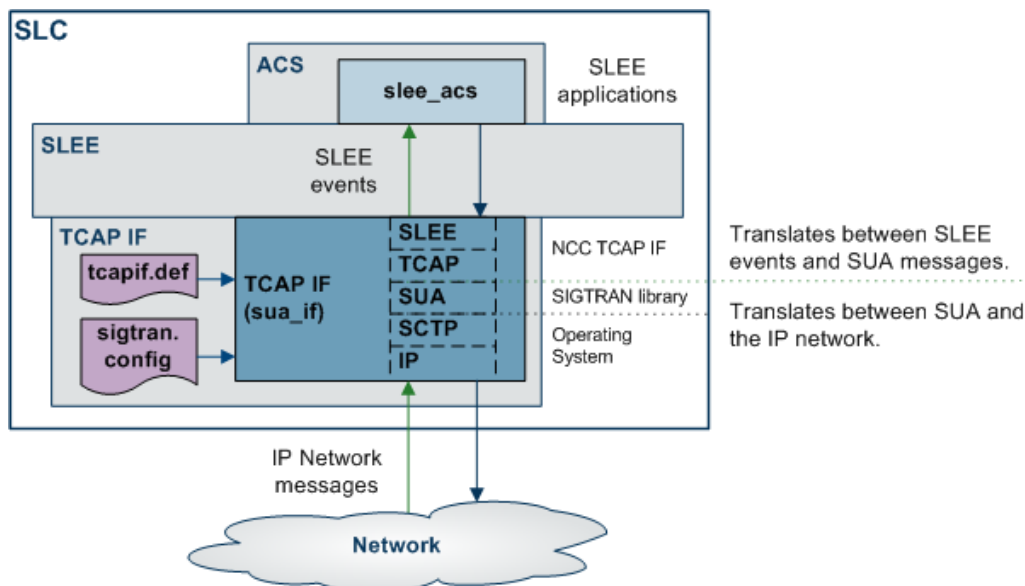 SLC
ACS
slee_acs
SLEE
applications
SLEE
SLEE
events
TCAP IF
tcapif.def
sigtran.
config
TCAP IF
(sua_if)
SLEE
TCAP
SUA
SCTP
IP
NCC TCAP IF
SIGTRAN library
Operating
System
Translates between SLEE
events and SUA messages.
Translates between SUA and
the IP network.
IP Network
messages
Network